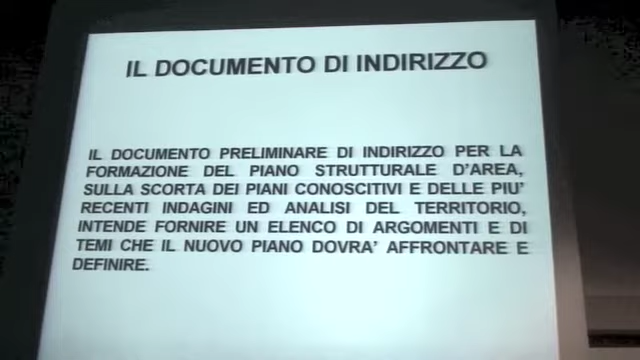 IL DOCUMENTO DI INDIRIZZO
IL DOCUMENTO PRELIMINARE DI INDIRIZZO PER LA
FORMAZIONE DEL PIANO STRUTTURALE D'AREA,
SULLA SCORTA DEI PIANI CONOSCITIVI E DELLE PIU'
RECENTI INDAGINI ED ANALISI DEL TERRITORIO,
INTENDE FORNIRE UN ELENCO DI ARGOMENTI E DI
TEMI CHE IL NUOVO PIANO DOVRA' AFFRONTARE E
DEFINIRE.